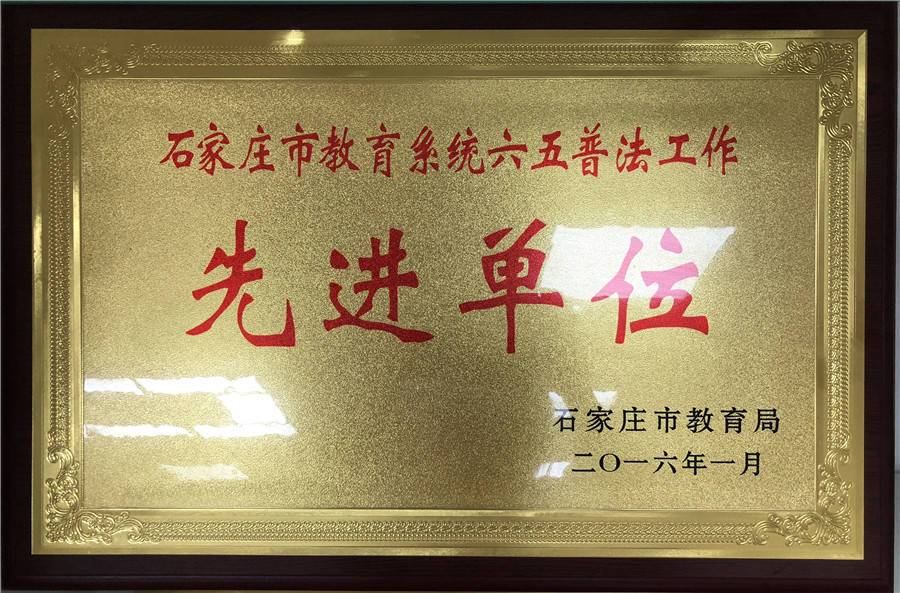 石家庄市教育系统六五普法工作
先进单位
石家庄市教育局
二〇一六年一月